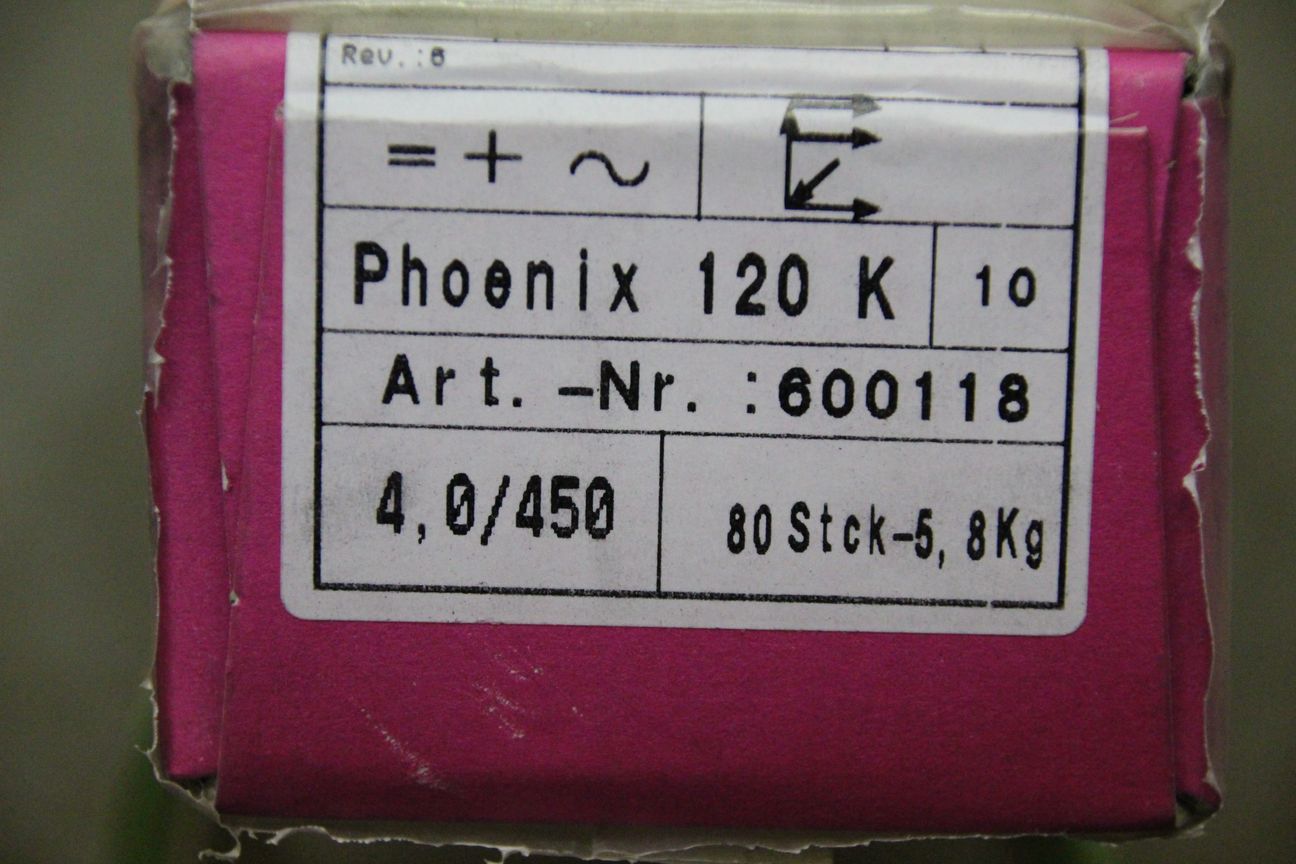 Rev.:6
= + ~
Phoenix 120 K 10
Art.-Nr. :600118
4,0/450 80 Stck-5,8Kg